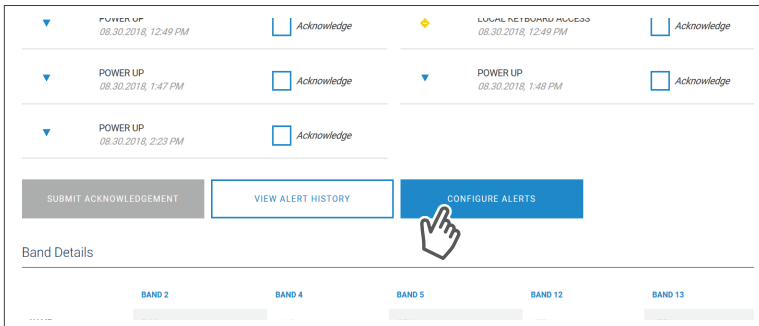 POWER UP
08.30.2018, 12:49 PM
Acknowledge
LOCAL KEYBOARD ACCESS
08.30.2018, 12:49 PM
Acknowledge
POWER UP
08.30.2018, 1:47 PM
Acknowledge
POWER UP
08.30.2018, 1:48 PM
Acknowledge
POWER UP
08.30.2018, 2:23 PM
Acknowledge
SUBMIT ACKNOWLEDGEMENT
VIEW ALERT HISTORY
CONFIGURE ALERTS
Band Details
BAND 2
BAND 4
BAND 5
BAND 12
BAND 13